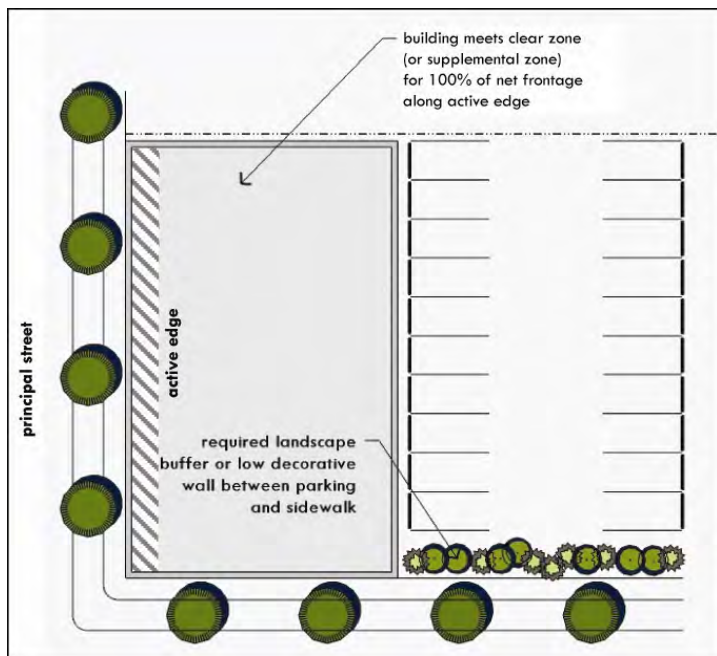 building meets clear zone
(or supplemental zone)
for 100% of net frontage
along active edge
principal street
active edge
required landscape
buffer or low decorative
wall between parking
and sidewalk